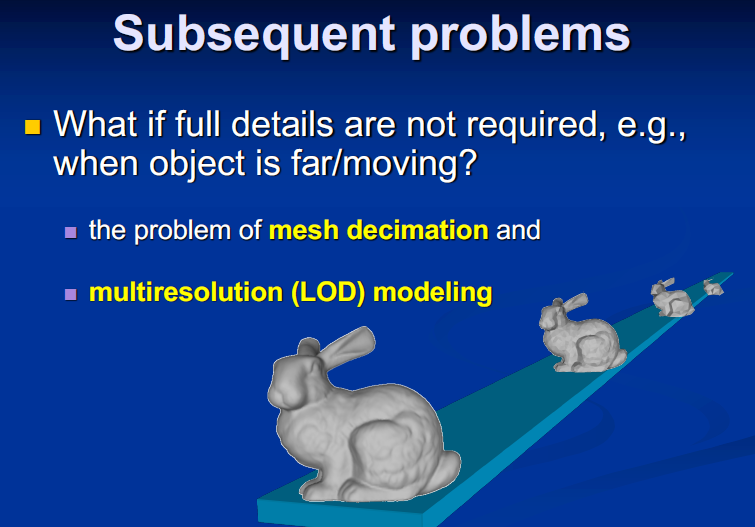 Subsequent problems
What if full details are not required, e.g.,
when object is far/moving?
the problem of mesh decimation and
multiresolution (LOD) modeling